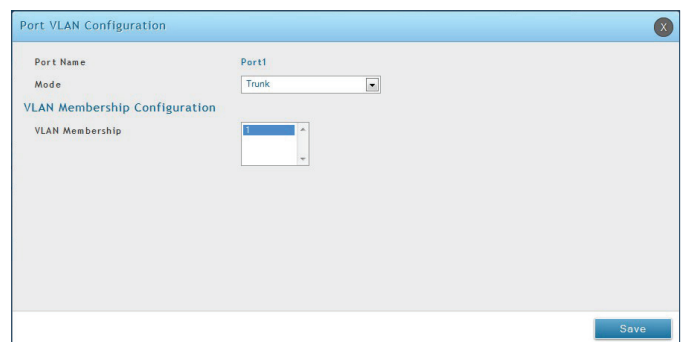 Port VLAN Configuration
X
Port Name Port1
Mode Trunk
VLAN Membership Configuration
VLAN Membership 1
Save